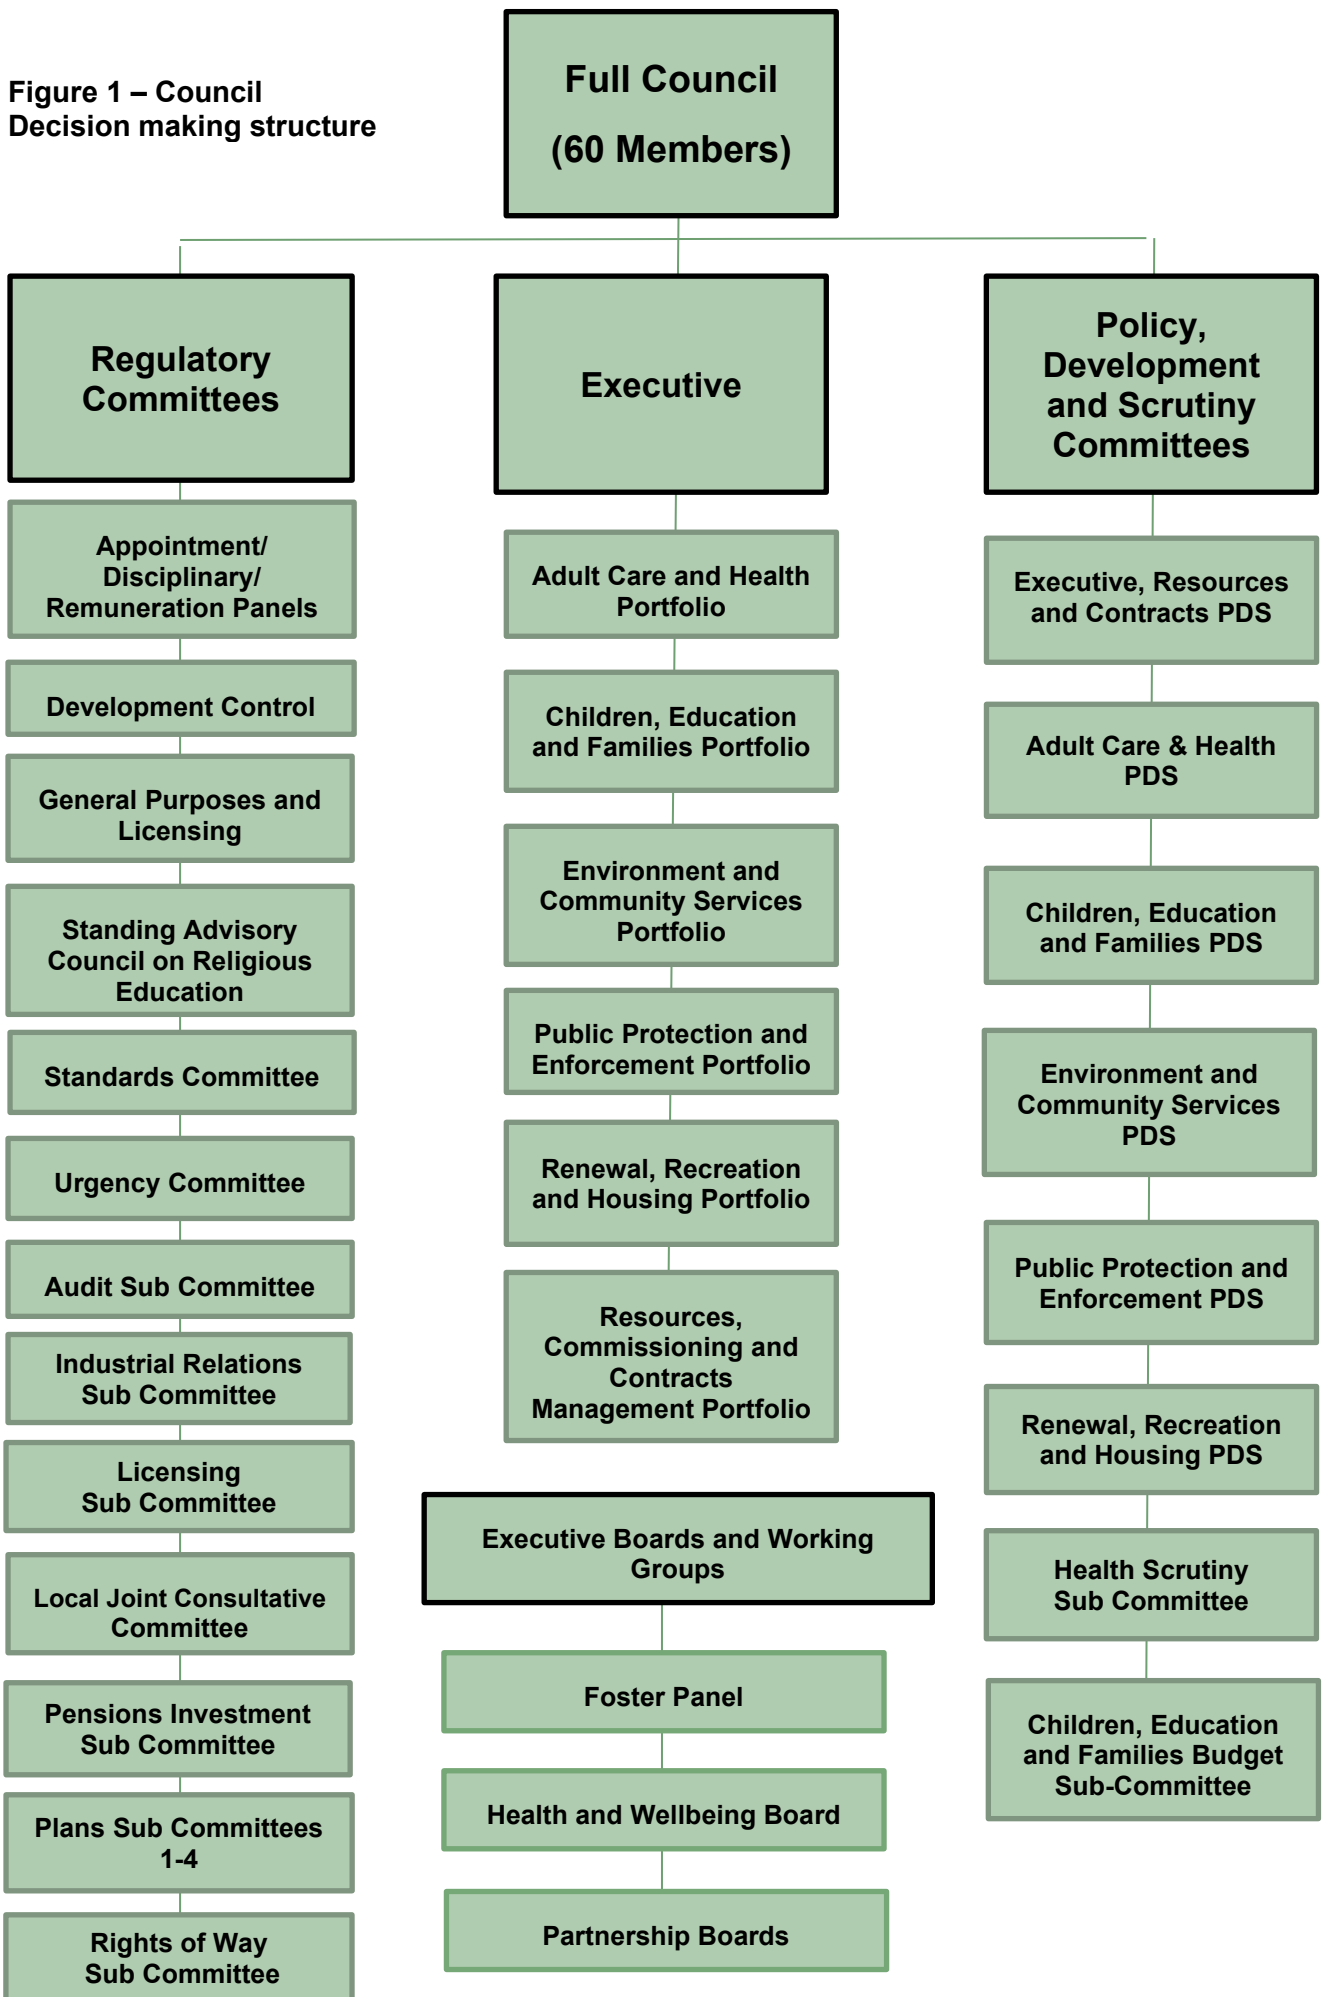 Figure 1 – Council
Decision making structure
Full Council
(60 Members)
Regulatory
Committees
Appointment/
Disciplinary/
Remuneration Panels
Development Control
General Purposes and
Licensing
Standing Advisory
Council on Religious
Education
Standards Committee
Urgency Committee
Audit Sub Committee
Industrial Relations
Sub Committee
Licensing
Sub Committee
Local Joint Consultative
Committee
Pensions Investment
Sub Committee
Plans Sub Committees
1-4
Rights of Way
Sub Committee
Executive
Adult Care and Health
Portfolio
Children, Education
and Families Portfolio
Environment and
Community Services
Portfolio
Public Protection and
Enforcement Portfolio
Renewal, Recreation
and Housing Portfolio
Resources,
Commissioning and
Contracts
Management Portfolio
Executive Boards and Working
Groups
Foster Panel
Health and Wellbeing Board
Partnership Boards
Policy,
Development
and Scrutiny
Committees
Executive, Resources
and Contracts PDS
Adult Care & Health
PDS
Children, Education
and Families PDS
Environment and
Community Services
PDS
Public Protection and
Enforcement PDS
Renewal, Recreation
and Housing PDS
Health Scrutiny
Sub Committee
Children, Education
and Families Budget
Sub-Committee